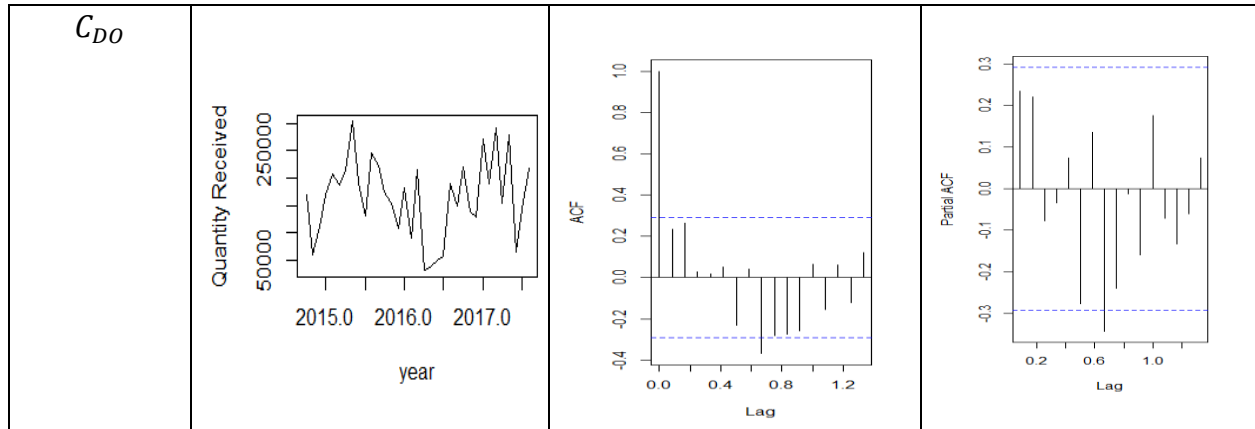 C_DO
Quantity Received
50000
250000
2015.0 2016.0 2017.0
year
ACF
-0.4 -0.2 0.0 0.2 0.4 0.6 0.8 1.0
0.0 0.4 0.8 1.2
Lag
Partial ACF
-0.3 -0.2 -0.1 0.0 0.1 0.2 0.3
0.2 0.6 1.0
Lag